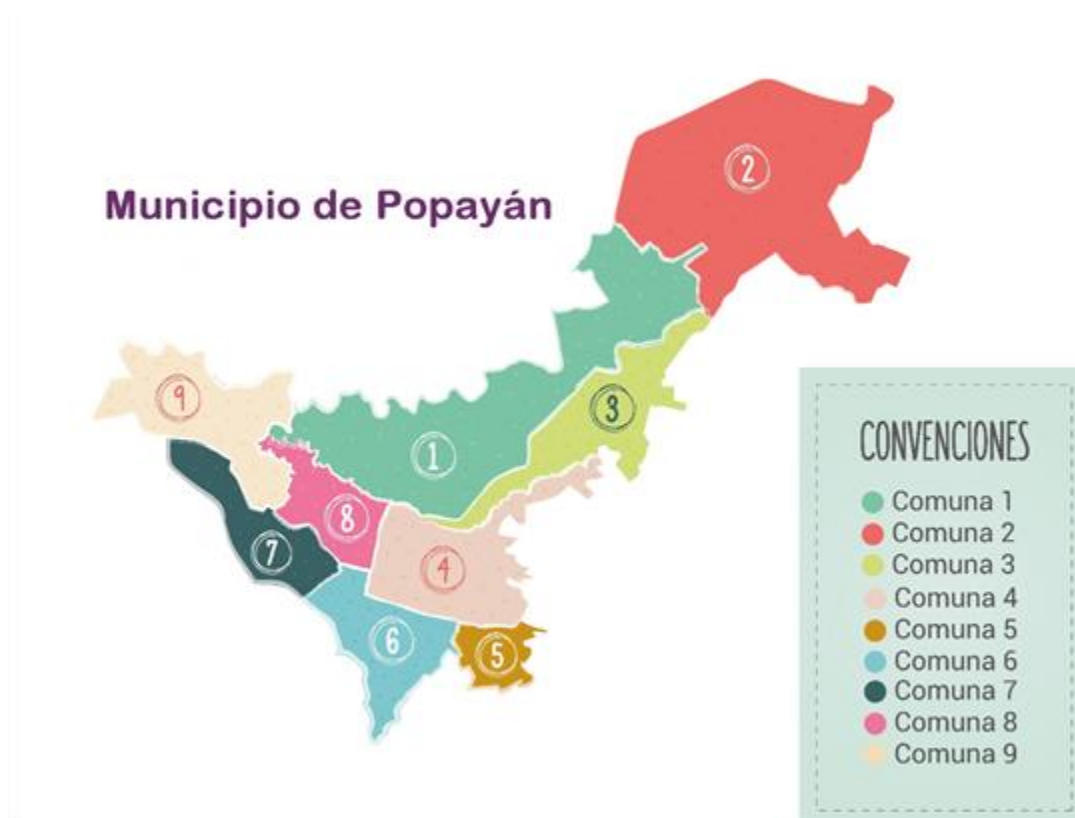 2
Municipio de Popayán
9
3
1
8
7
4
6
5
CONVENCIONES
Comuna 1
Comuna 2
Comuna 3
Comuna 4
Comuna 5
Comuna 6
Comuna 7
Comuna 8
Comuna 9